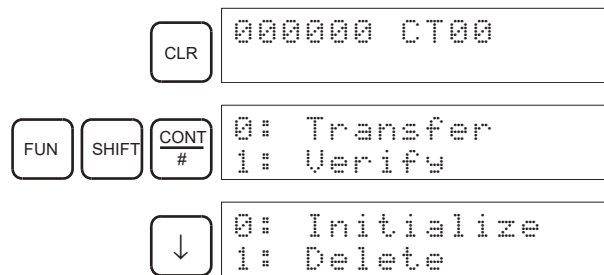 CLR
000000 CT00
FUN SHIFT CONT
#
0: Transfer
1: Verify
↓
0: Initialize
1: Delete